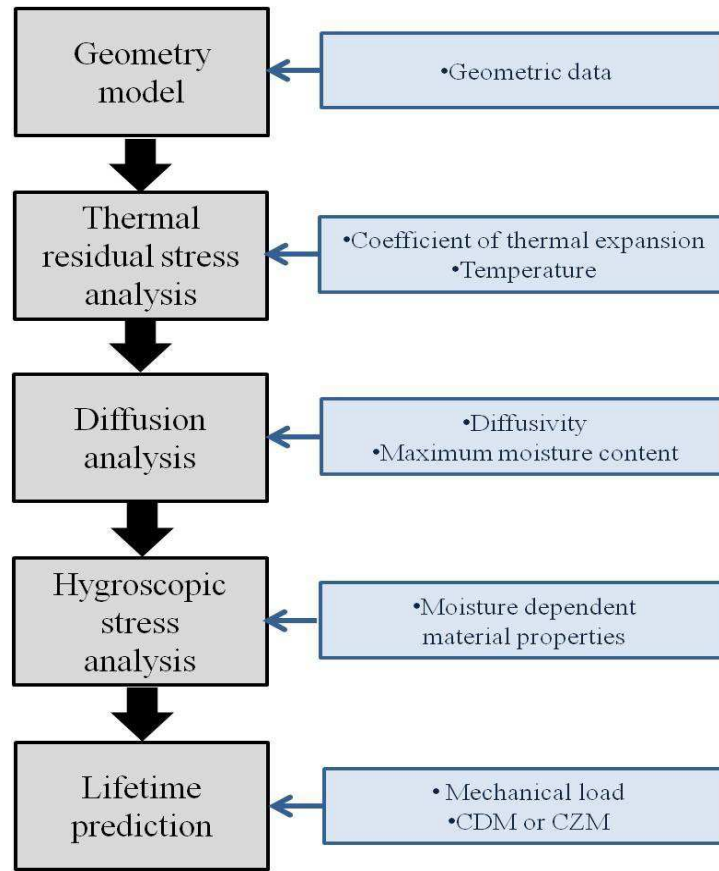 Geometry
model
•Geometric data
Thermal
residual stress
analysis
•Coefficient of thermal expansion
•Temperature
Diffusion
analysis
•Diffusivity
•Maximum moisture content
Hygroscopic
stress
analysis
•Moisture dependent
material properties
Lifetime
prediction
• Mechanical load
•CDM or CZM